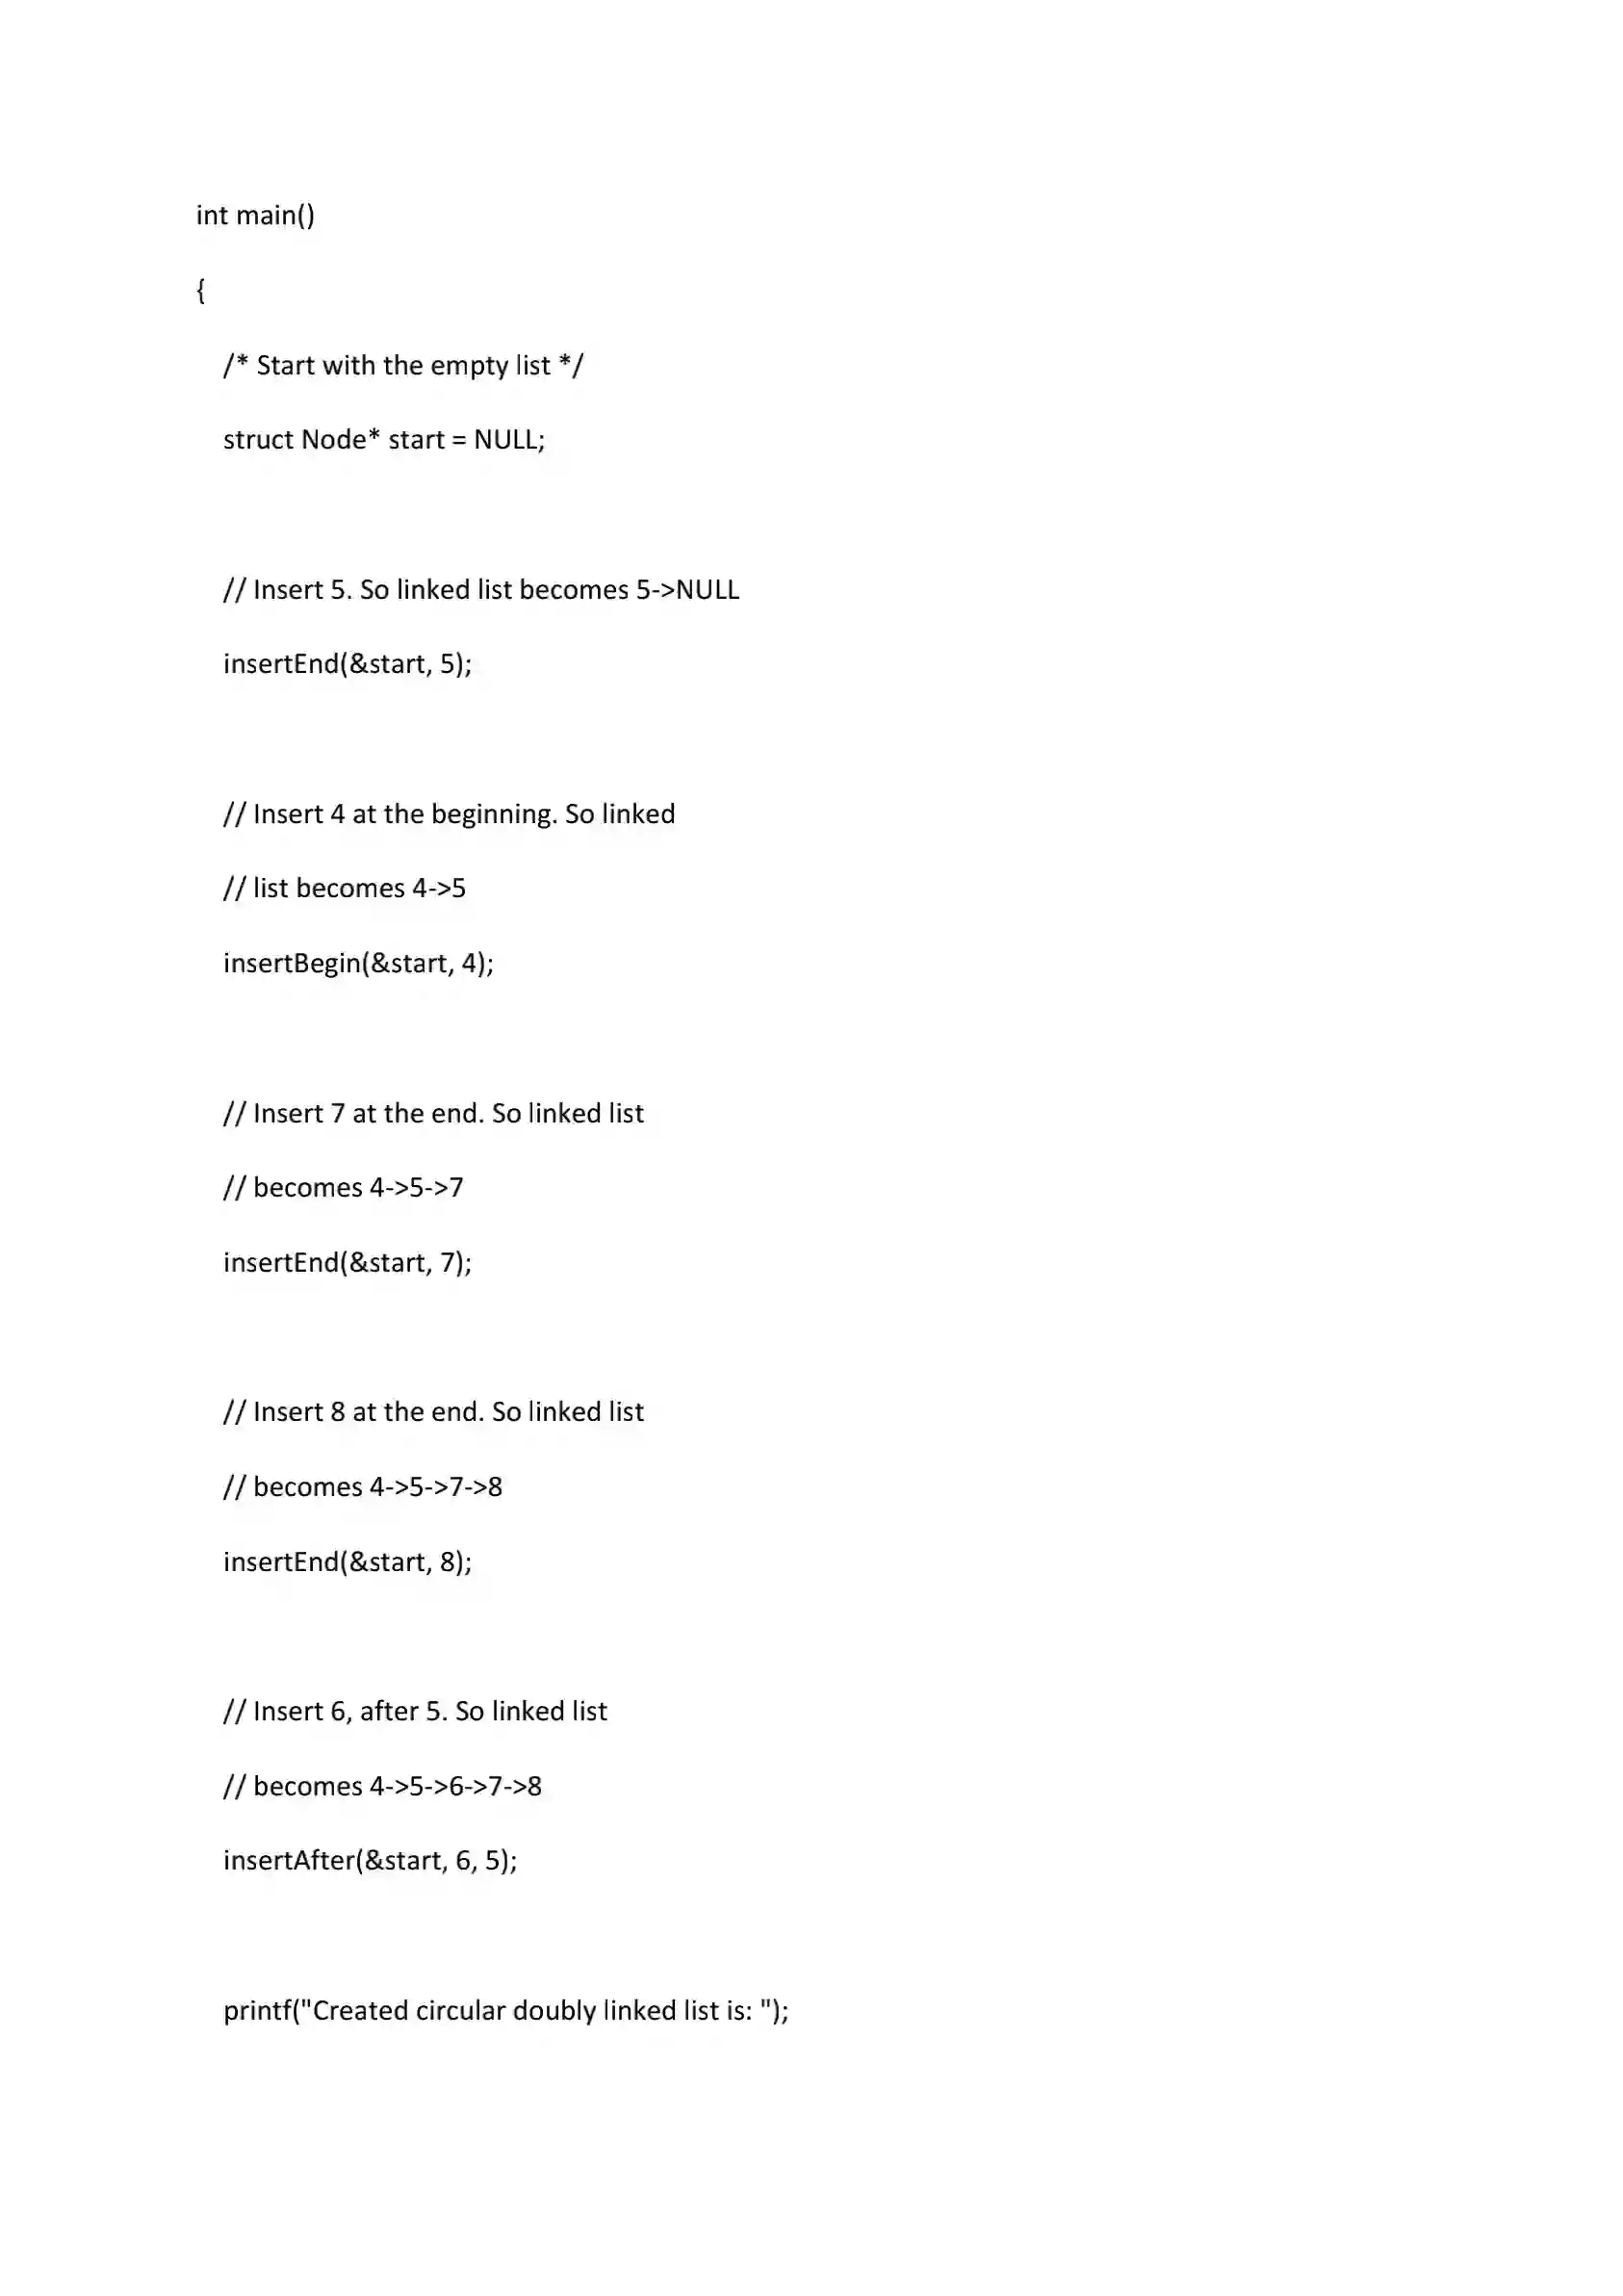 int main()
{
/* Start with the empty list */
struct Node* start = NULL;
// Insert 5. So linked list becomes 5->NULL
insertEnd(&start, 5);
// Insert 4 at the beginning. So linked
// list becomes 4->5
insertBegin(&start, 4);
// Insert 7 at the end. So linked list
// becomes 4->5->7
insertEnd(&start, 7);
// Insert 8 at the end. So linked list
// becomes 4->5->7->8
insertEnd(&start, 8);
// Insert 6, after 5. So linked list
// becomes 4->5->6->7->8
insertAfter(&start, 6, 5);
printf("Created circular doubly linked list is: ");